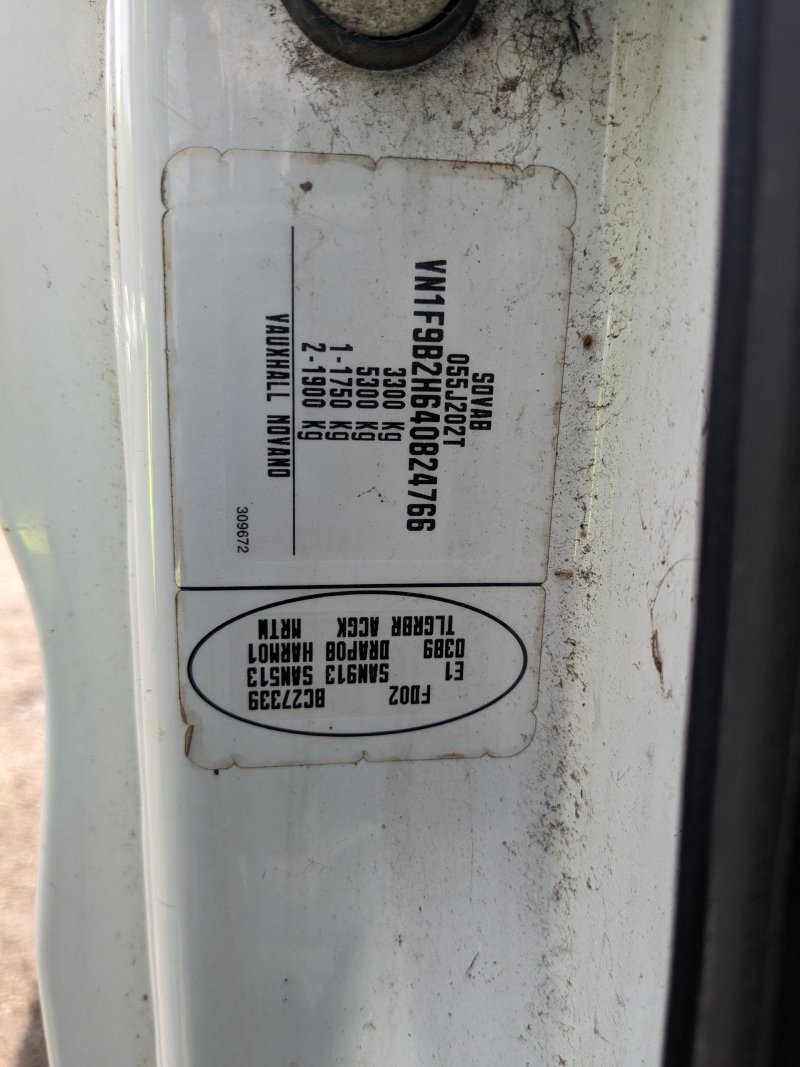 SOVAB
055J202T
VN1F9B2H640824766
3300 Kg
5300 Kg
1-1750 Kg
2-1900 Kg
VAUXHALL MOVANO
309672
FD02 2 BC27339
E1 SAN913 SAN513
0389 DRAP08 HARM01
TLGRBR ACGK MRTM